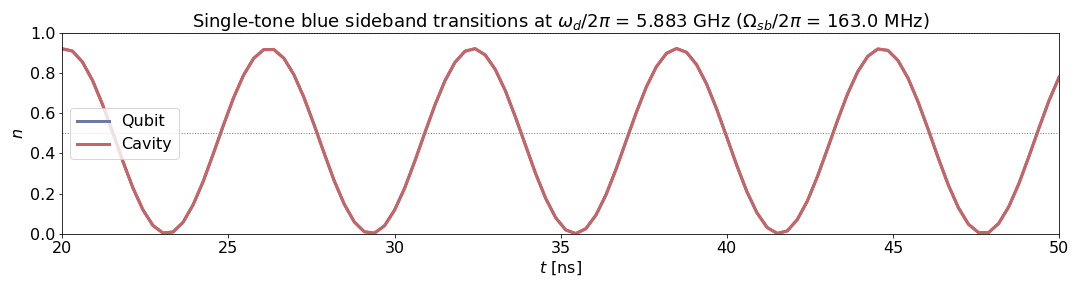 Single-tone blue sideband transitions at ω_d/2π = 5.883 GHz (Ω_sb/2π = 163.0 MHz)
1.0
0.8
0.6
0.4
0.2
0.0
n
Qubit
Cavity
20 25 30 35 40 45 50
t [ns]